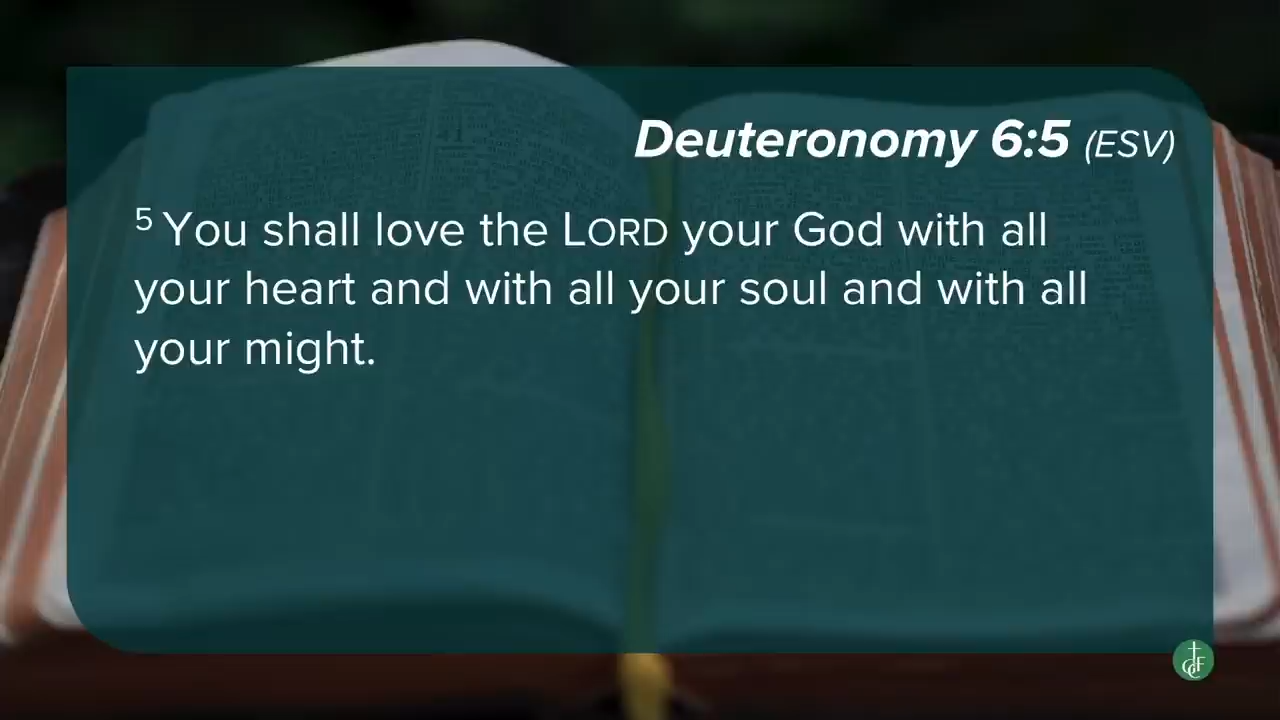 Deuteronomy 6:5 (ESV)
5 You shall love the LORD your God with all
your heart and with all your soul and with all
your might.